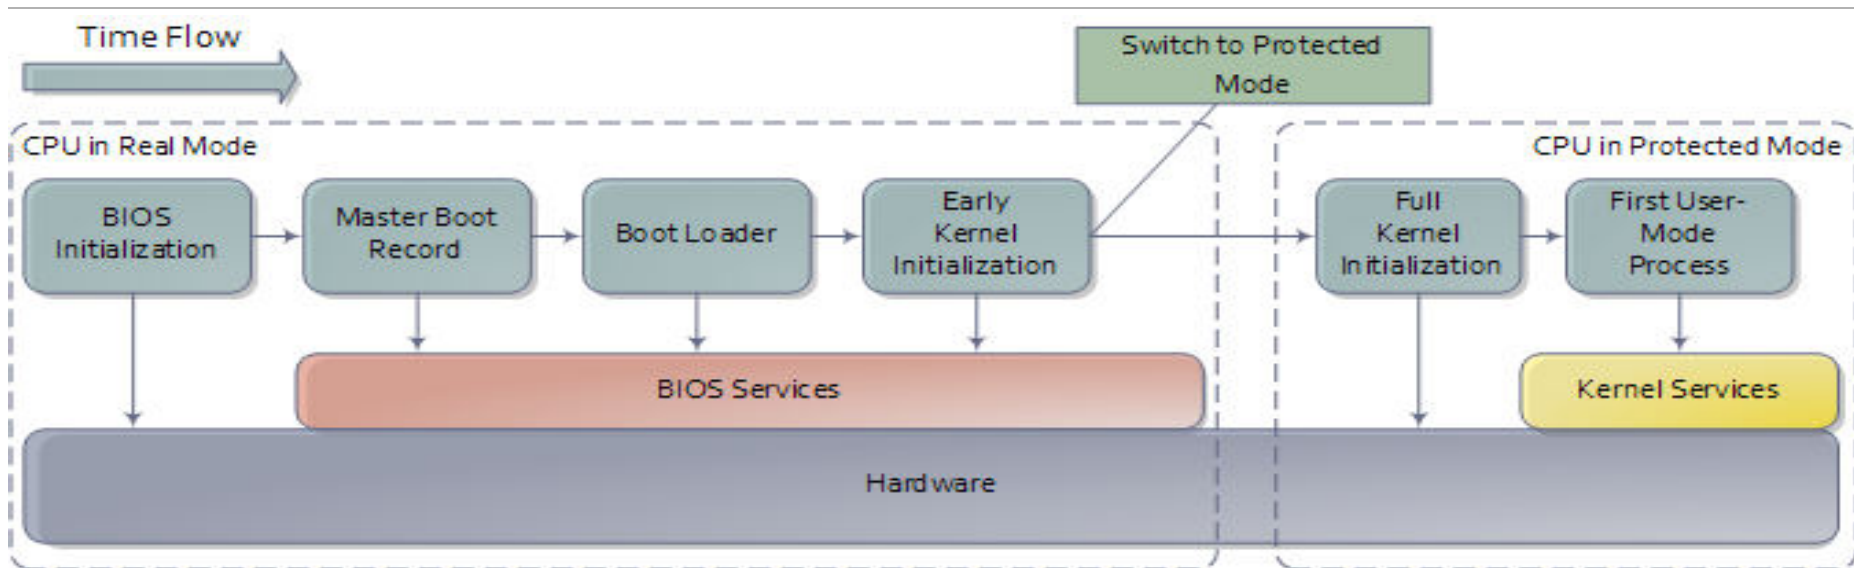 Time Flow
Switch to Protected
Mode
CPU in Real Mode
CPU in Protected Mode
BIOS
Initialization
Master Boot
Record
Boot Loader
Early
Kernel
Initialization
Full
Kernel
Initialization
First User-
Mode
Process
BIOS Services
Kernel Services
Hardware